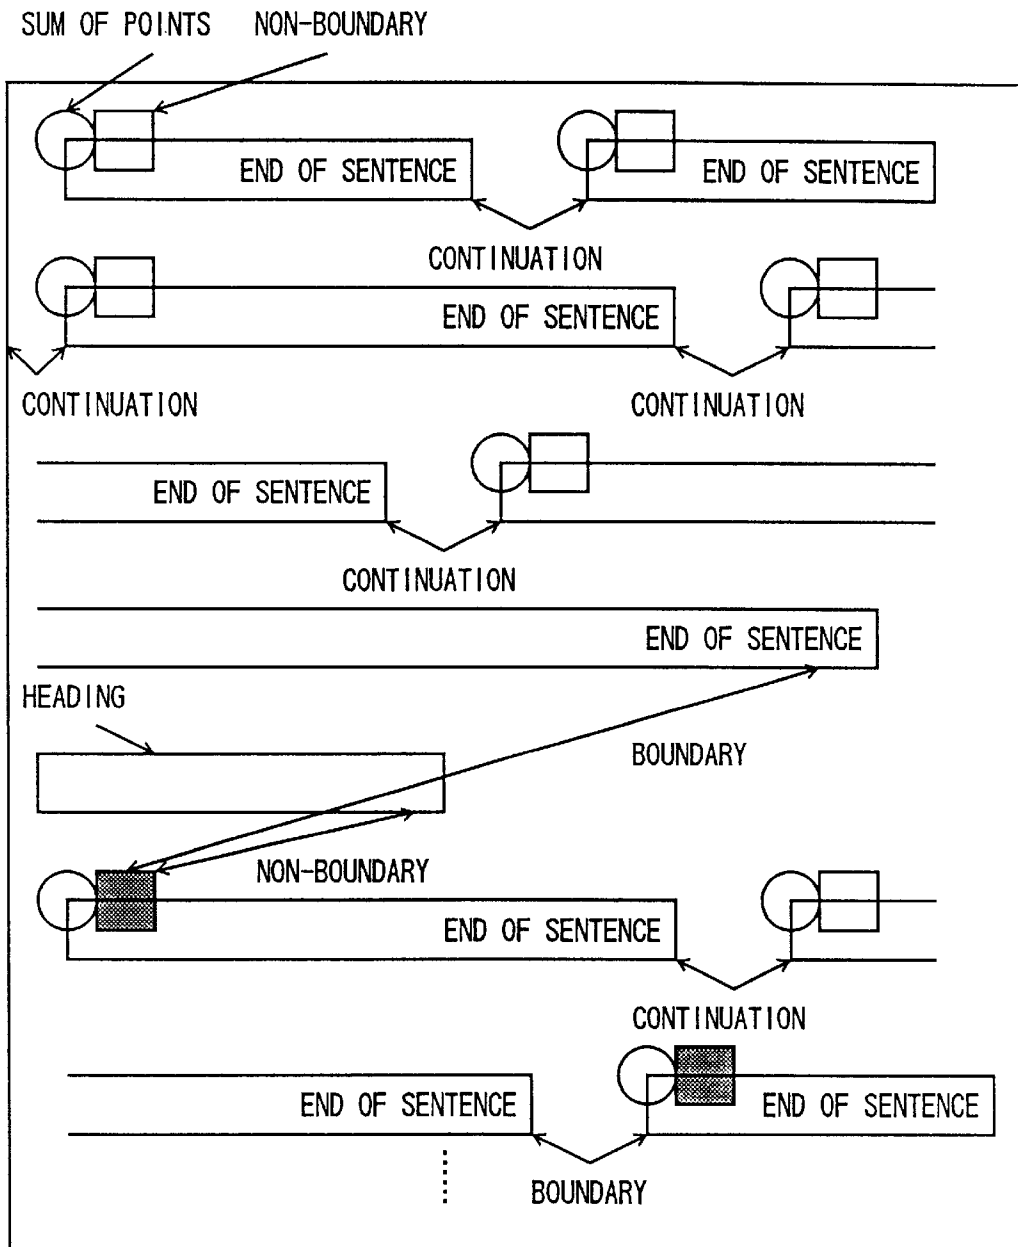 SUM OF POINTS NON-BOUNDARY
END OF SENTENCE END OF SENTENCE
CONTINUATION
END OF SENTENCE
CONTINUATION CONTINUATION
END OF SENTENCE
CONTINUATION
END OF SENTENCE
HEADING
BOUNDARY
NON-BOUNDARY
END OF SENTENCE
CONTINUATION
END OF SENTENCE END OF SENTENCE
BOUNDARY